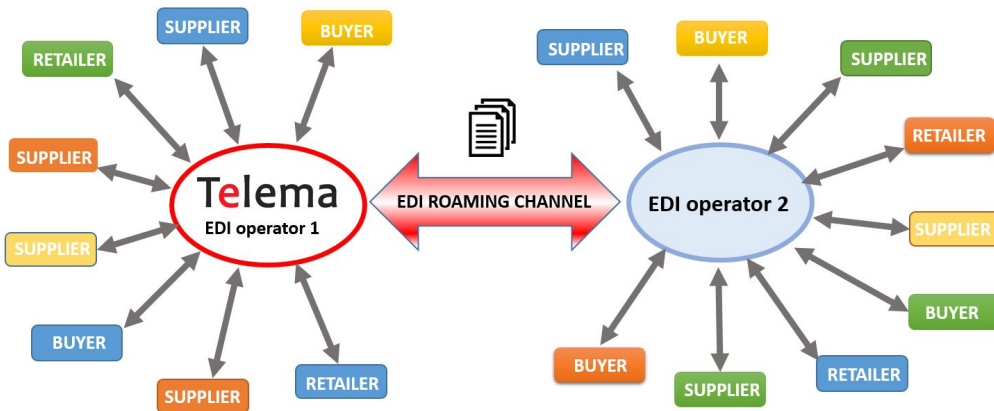 SUPPLIER
BUYER
RETAILER
SUPPLIER
SUPPLIER
BUYER
SUPPLIER
RETAILER
Telema
EDI operator 1
EDI ROAMING CHANNEL
SUPPLIER
BUYER
SUPPLIER
RETAILER
SUPPLIER
BUYER
RETAILER
SUPPLIER
BUYER
EDI operator 2